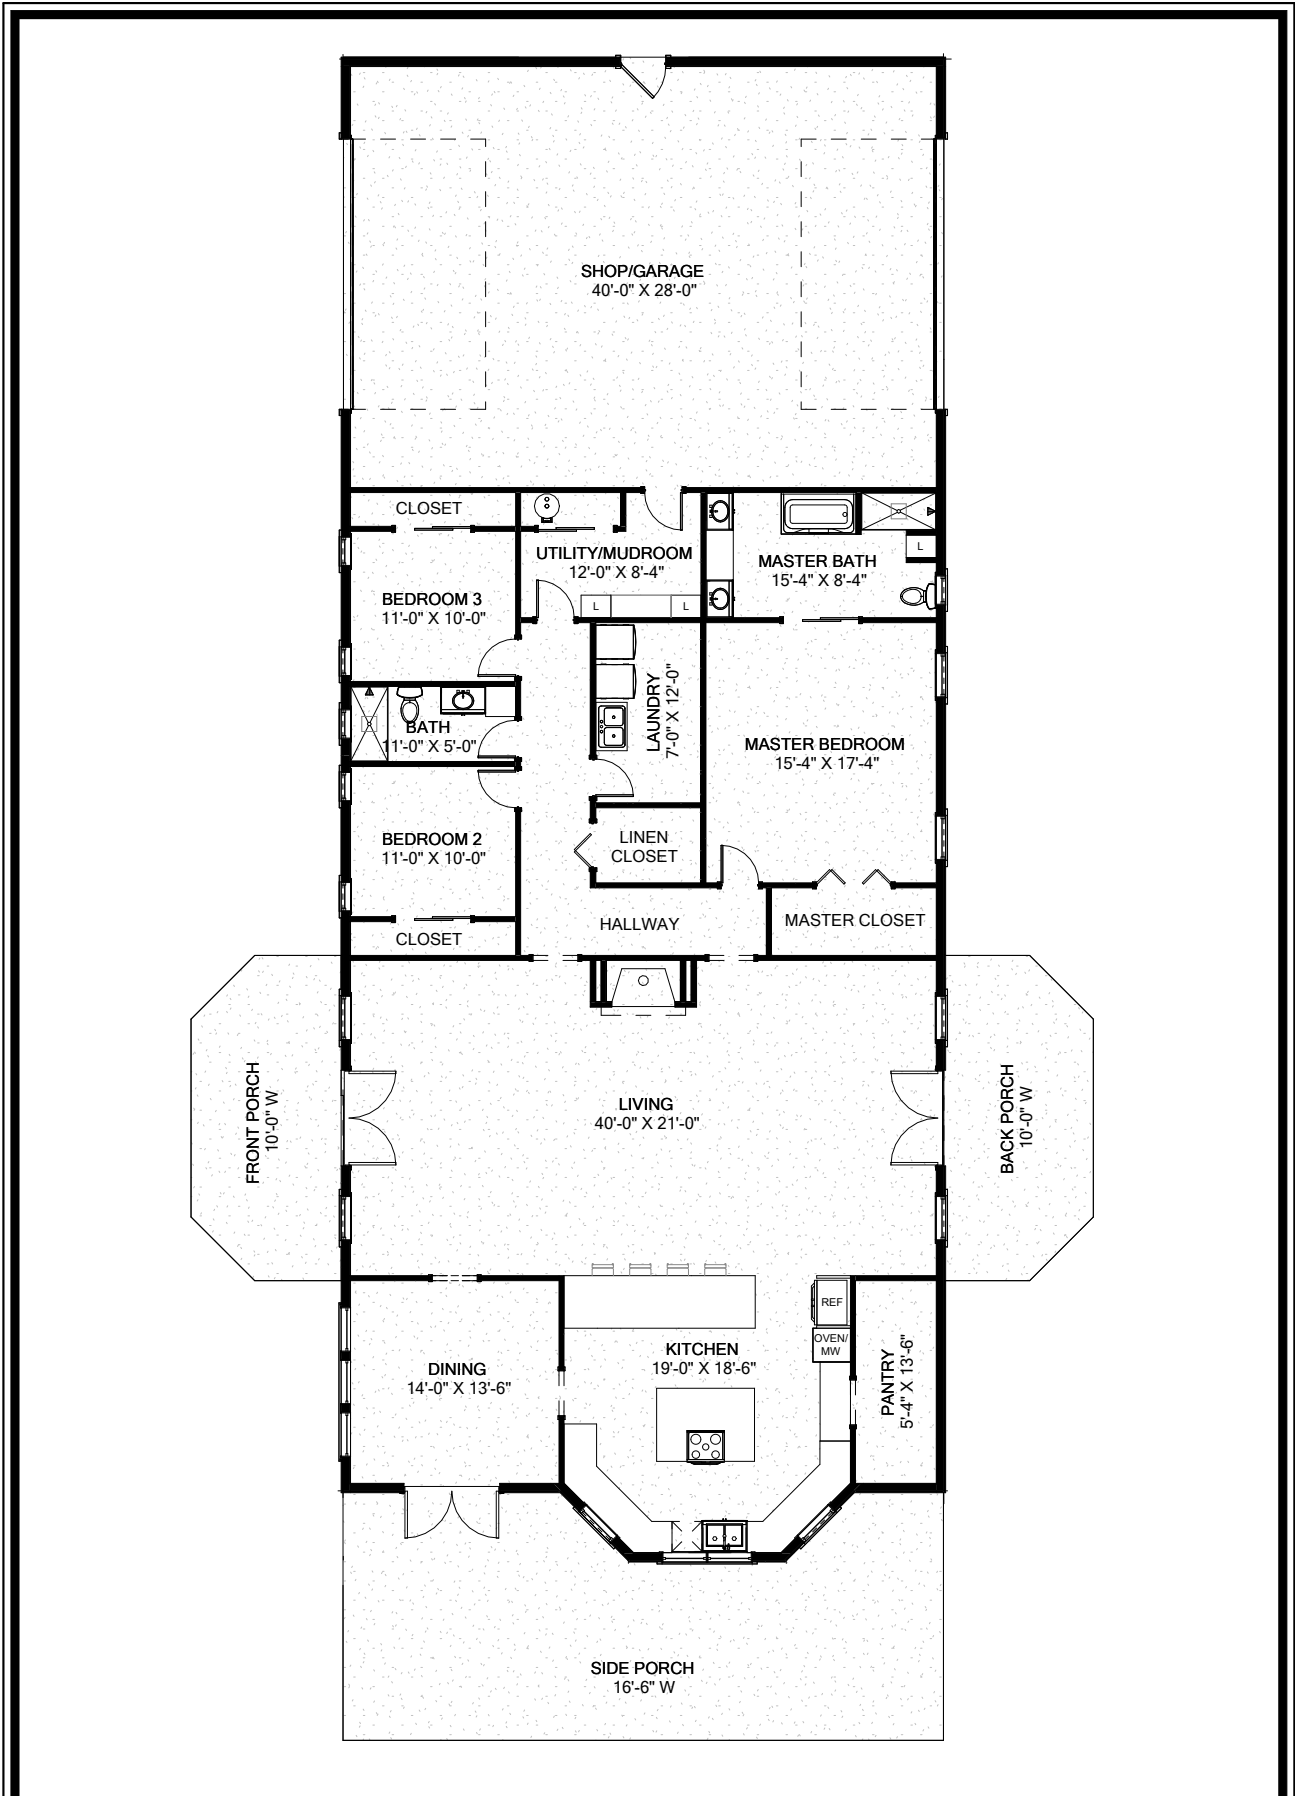 SHOP/GARAGE
40'-0" X 28'-0"
CLOSET
UTILITY/MUDROOM
12'-0" X 8'-4"
L
L
MASTER BATH
15'-4" X 8'-4"
L
BEDROOM 3
11'-0" X 10'-0"
BATH
11'-0" X 5'-0"
LAUNDRY
7'-0" X 12'-0"
MASTER BEDROOM
15'-4" X 17'-4"
BEDROOM 2
11'-0" X 10'-0"
LINEN
CLOSET
CLOSET
HALLWAY
MASTER CLOSET
FRONT PORCH
10'-0" W
LIVING
40'-0" X 21'-0"
BACK PORCH
10'-0" W
REF
OVEN/
MW
KITCHEN
19'-0" X 18'-6"
DINING
14'-0" X 13'-6"
PANTRY
5'-4" X 13'-6"
SIDE PORCH
16'-6" W